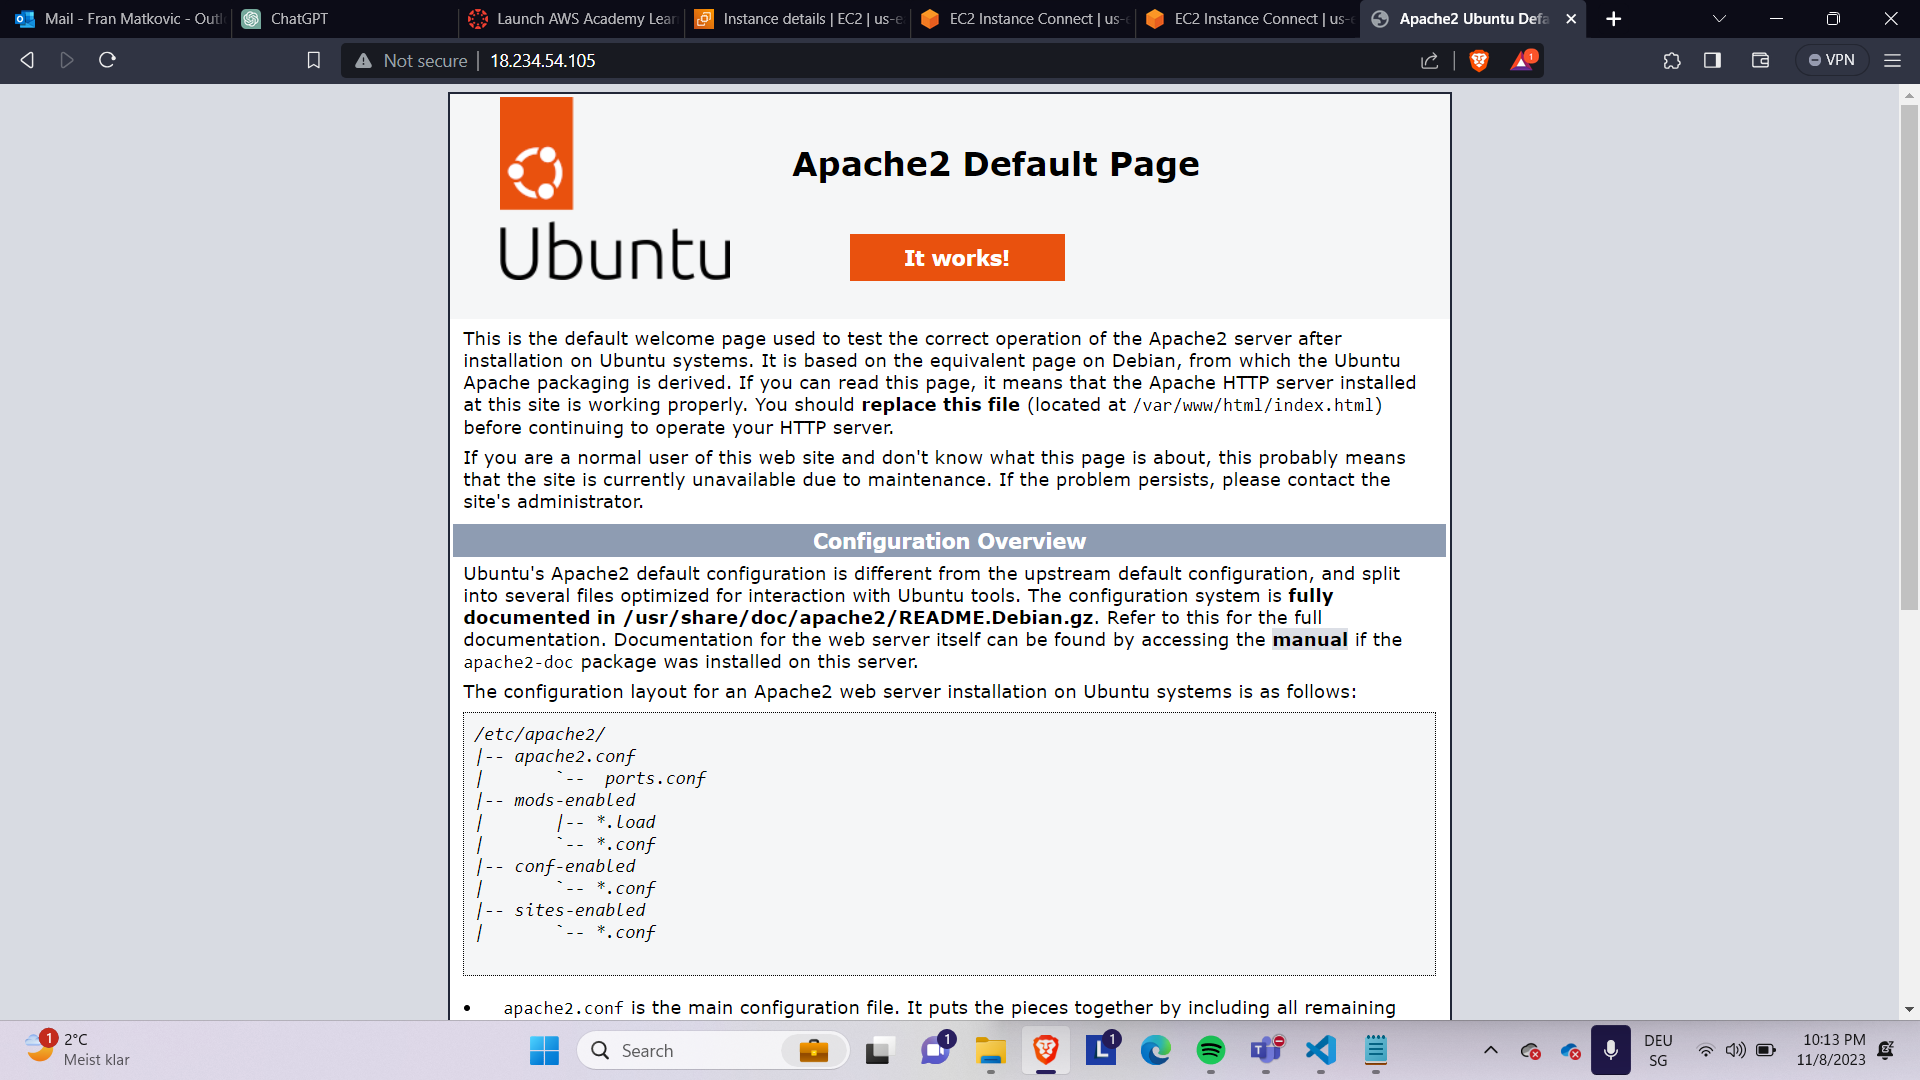 Mail - Fran Matkovic - Outl
ChatGPT
Launch AWS Academy Lear
Instance details | EC2 | us-e
EC2 Instance Connect | us-e
EC2 Instance Connect | us-e
Apache2 Ubuntu Defa
Not secure
18.234.54.105
1
VPN
Apache2 Default Page
Ubuntu
It works!
This is the default welcome page used to test the correct operation of the Apache2 server after
installation on Ubuntu systems. It is based on the equivalent page on Debian, from which the Ubuntu
Apache packaging is derived. If you can read this page, it means that the Apache HTTP server installed
at this site is working properly. You should replace this file (located at /var/www/html/index.html)
before continuing to operate your HTTP server.
If you are a normal user of this web site and don't know what this page is about, this probably means
that the site is currently unavailable due to maintenance. If the problem persists, please contact the
site's administrator.
Configuration Overview
Ubuntu's Apache2 default configuration is different from the upstream default configuration, and split
into several files optimized for interaction with Ubuntu tools. The configuration system is fully
documented in /usr/share/doc/apache2/README.Debian.gz. Refer to this for the full
documentation. Documentation for the web server itself can be found by accessing the manual if the
apache2-doc package was installed on this server.
The configuration layout for an Apache2 web server installation on Ubuntu systems is as follows:
/etc/apache2/
|-- apache2.conf
|       `--  ports.conf
|-- mods-enabled
|       |-- *.load
|       `-- *.conf
|-- conf-enabled
|       `-- *.conf
|-- sites-enabled
|       `-- *.conf
• apache2.conf is the main configuration file. It puts the pieces together by including all remaining
1
2°C
Meist klar
Search
1
L
1
DEU
SG
10:13 PM
11/8/2023